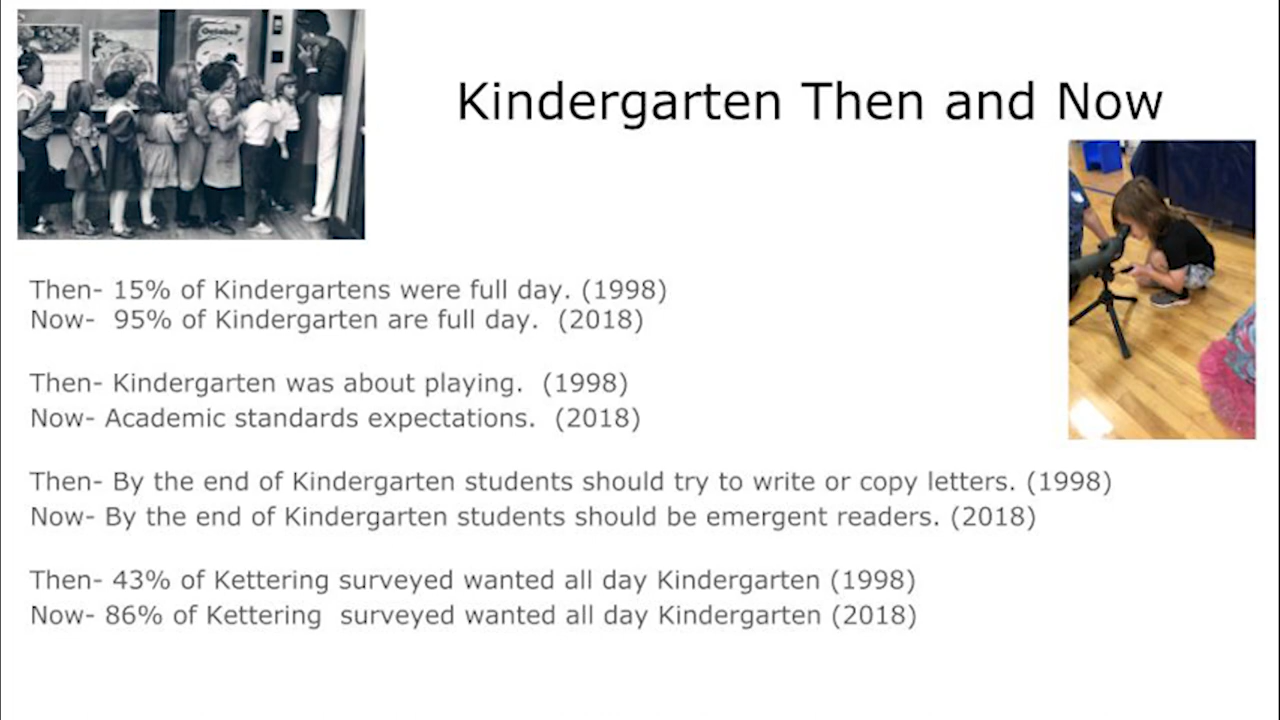 October
Kindergarten Then and Now
Then- 15% of Kindergartens were full day. (1998)
Now-  95% of Kindergarten are full day.  (2018)
Then- Kindergarten was about playing.  (1998)
Now- Academic standards expectations.  (2018)
Then- By the end of Kindergarten students should try to write or copy letters. (1998)
Now- By the end of Kindergarten students should be emergent readers. (2018)
Then- 43% of Kettering surveyed wanted all day Kindergarten (1998)
Now- 86% of Kettering  surveyed wanted all day Kindergarten (2018)